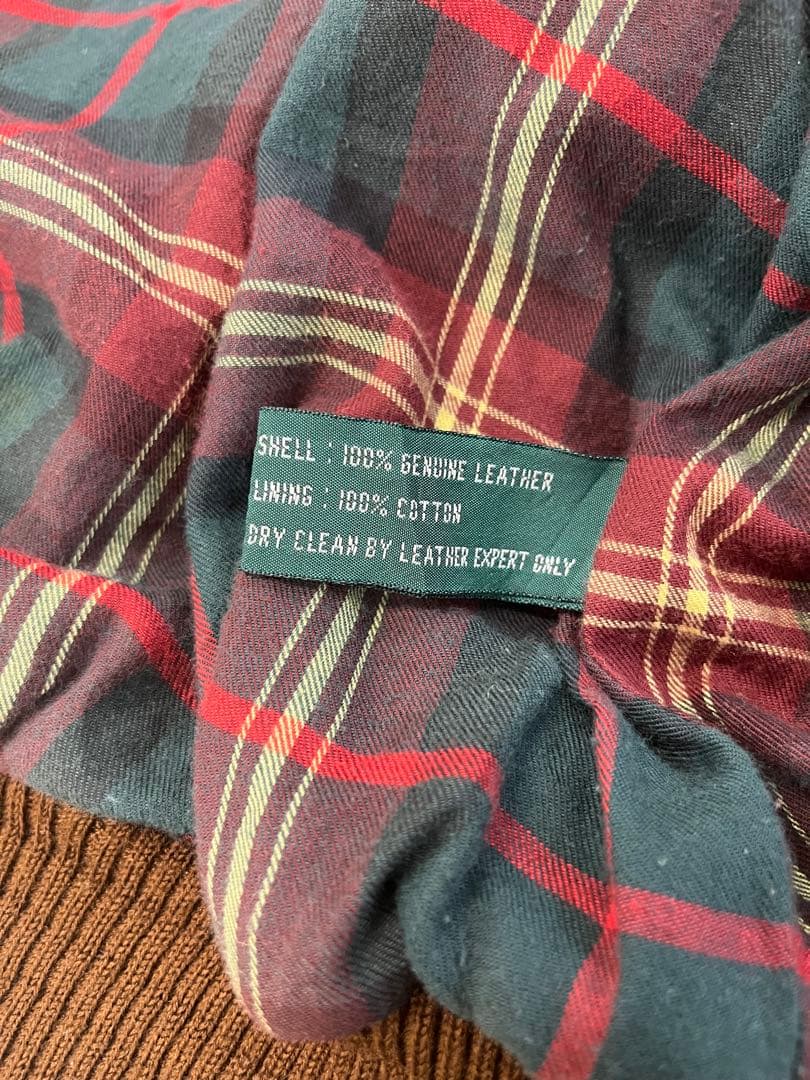 SHELL : 100% GENUINE LEATHER
LINING : 100% COTTON
DRY CLEAN BY LEATHER EXPERT ONLY